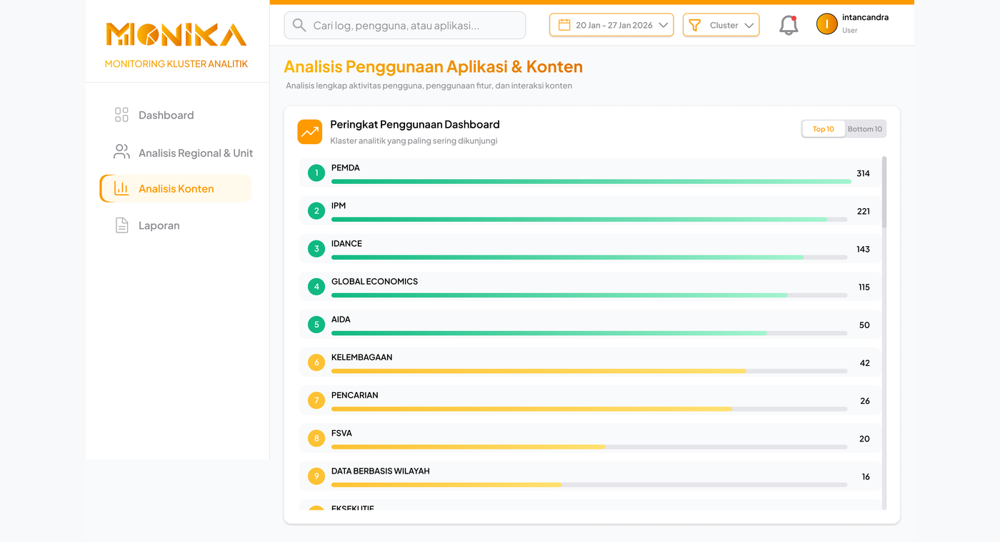 MONIKA
MONITORING KLUSTER ANALITIK
Dashboard
Analisis Regional & Unit
Analisis Konten
Laporan
Cari log, pengguna, atau aplikasi...
20 Jan - 27 Jan 2026
Cluster
I
intancandra
User
Analisis Penggunaan Aplikasi & Konten
Analisis lengkap aktivitas pengguna, penggunaan fitur, dan interaksi konten
Peringkat Penggunaan Dashboard
Klaster analitik yang paling sering dikunjungi
Top 10
Bottom 10
1 PEMDA 314
2 IPM 221
3 IDANCE 143
4 GLOBAL ECONOMICS 115
5 AIDA 50
6 KELEMBAGAAN 42
7 PENCARIAN 26
8 FSVA 20
9 DATA BERBASIS WILAYAH 16
EKSEKUTIF